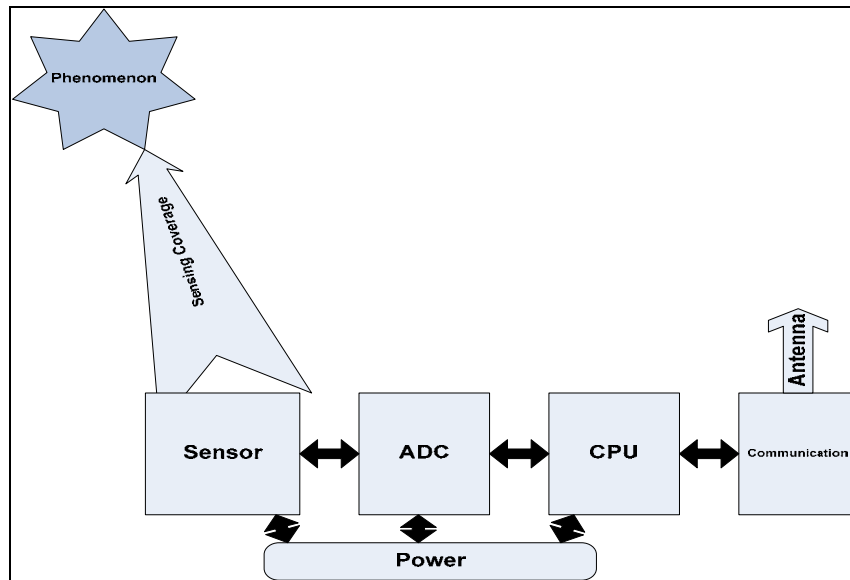 Phenomenon
Sensing Coverage
Antenna
Sensor
ADC
CPU
Communication
Power